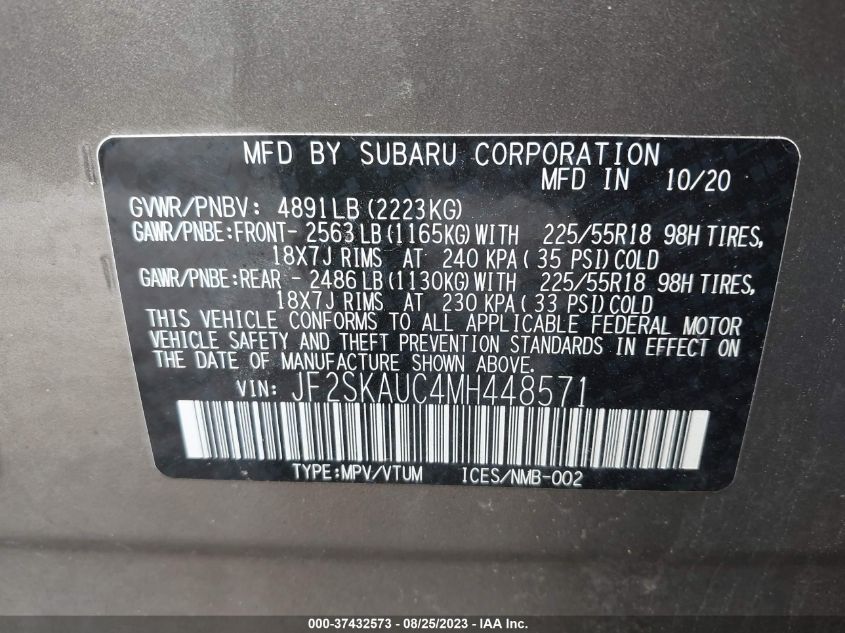 MFD BY SUBARU CORPORATION
MFD IN 10/20
GVWR/PNBV: 4891LB(2223KG)
GAWR/PNBE:FRONT- 2563LB(1165KG)WITH 225/55R18 98H TIRES,
18X7J RIMS AT 240 KPA(35 PSI)COLD
GAWR/PNBE:REAR - 2486LB(1130KG)WITH 225/55R18 98H TIRES,
18X7J RIMS AT 230 KPA(33 PSI)COLD
THIS VEHICLE CONFORMS TO ALL APPLICABLE FEDERAL MOTOR
VEHICLE SAFETY AND THEFT PREVENTION STANDARDS IN EFFECT ON
THE DATE OF MANUFACTURE SHOWN ABOVE.
VIN: JF2SKAUC4MH448571
TYPE:MPV/VTUM ICES/NMB-002
000-37432573 - 08/25/2023 - IAA Inc.